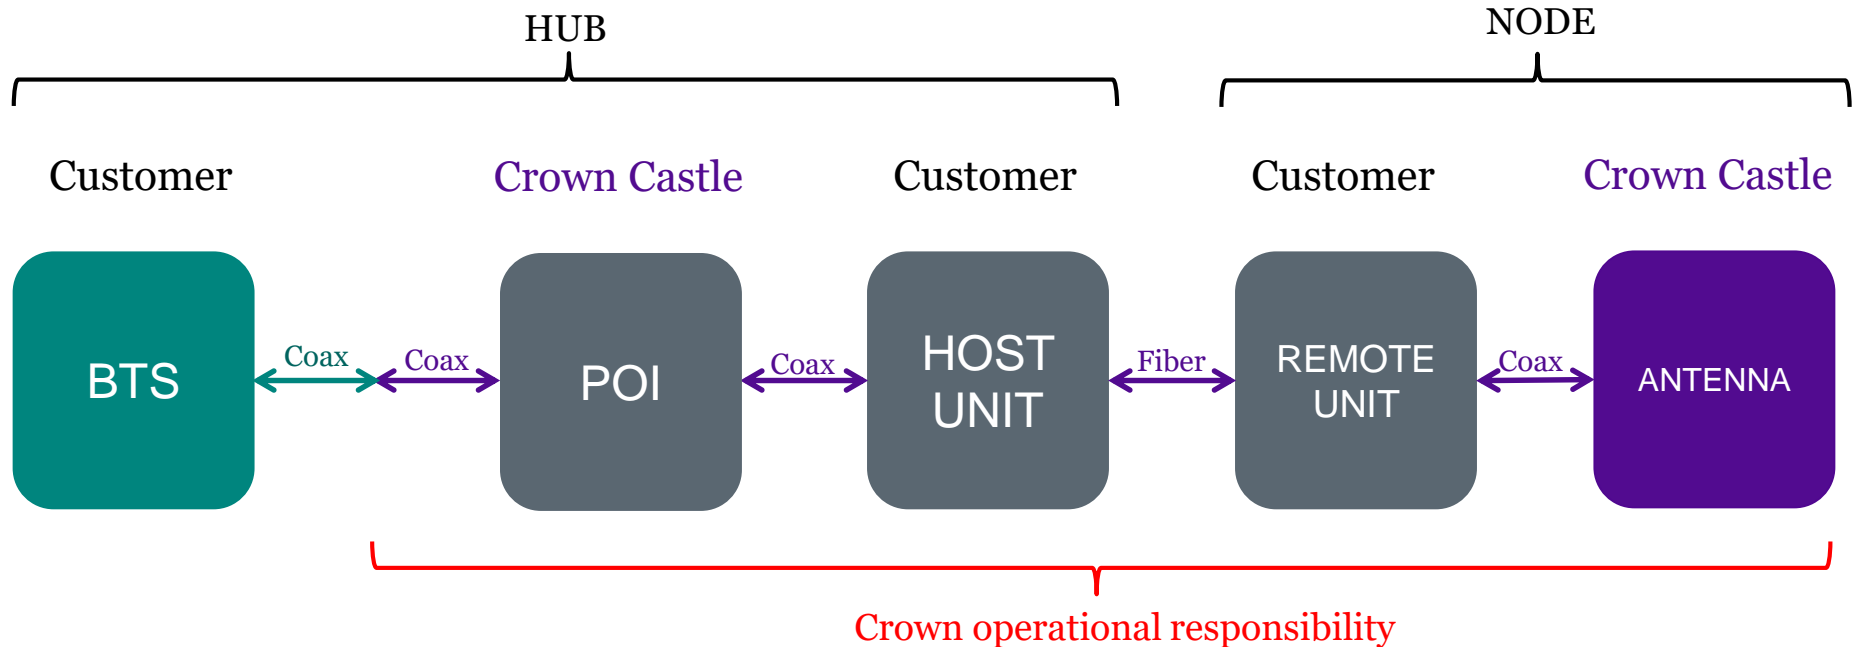 HUB
NODE
Customer
Crown Castle
Customer
Customer
Crown Castle
BTS
Coax
Coax
POI
Coax
HOST
UNIT
Fiber
REMOTE
UNIT
Coax
ANTENNA
Crown operational responsibility